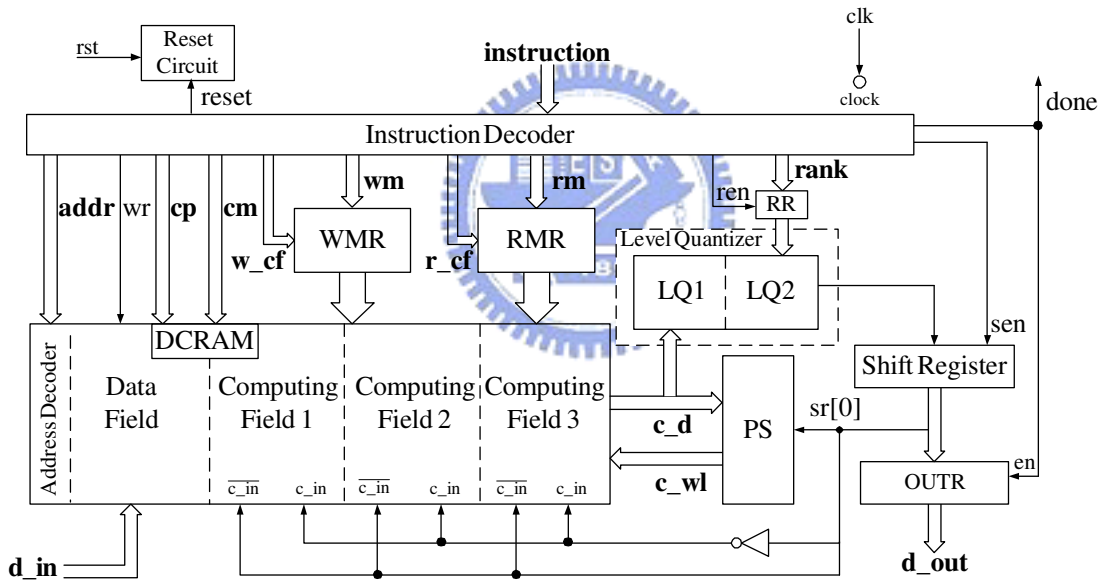 clk
rst
Reset
Circuit
instruction
clock
reset
done
Instruction Decoder
addr
wr
cp
cm
wm
rm
ren
rank
RR
w_cf
WMR
r_cf
RMR
Level Quantizer
LQ1
LQ2
sen
DCRAM
Address Decoder
Data
Field
Computing
Field 1
Computing
Field 2
Computing
Field 3
c_d
PS
sr[0]
Shift Register
c_wl
en
OUTR
c_in
c_in
c_in
c_in
c_in
c_in
d_in
d_out